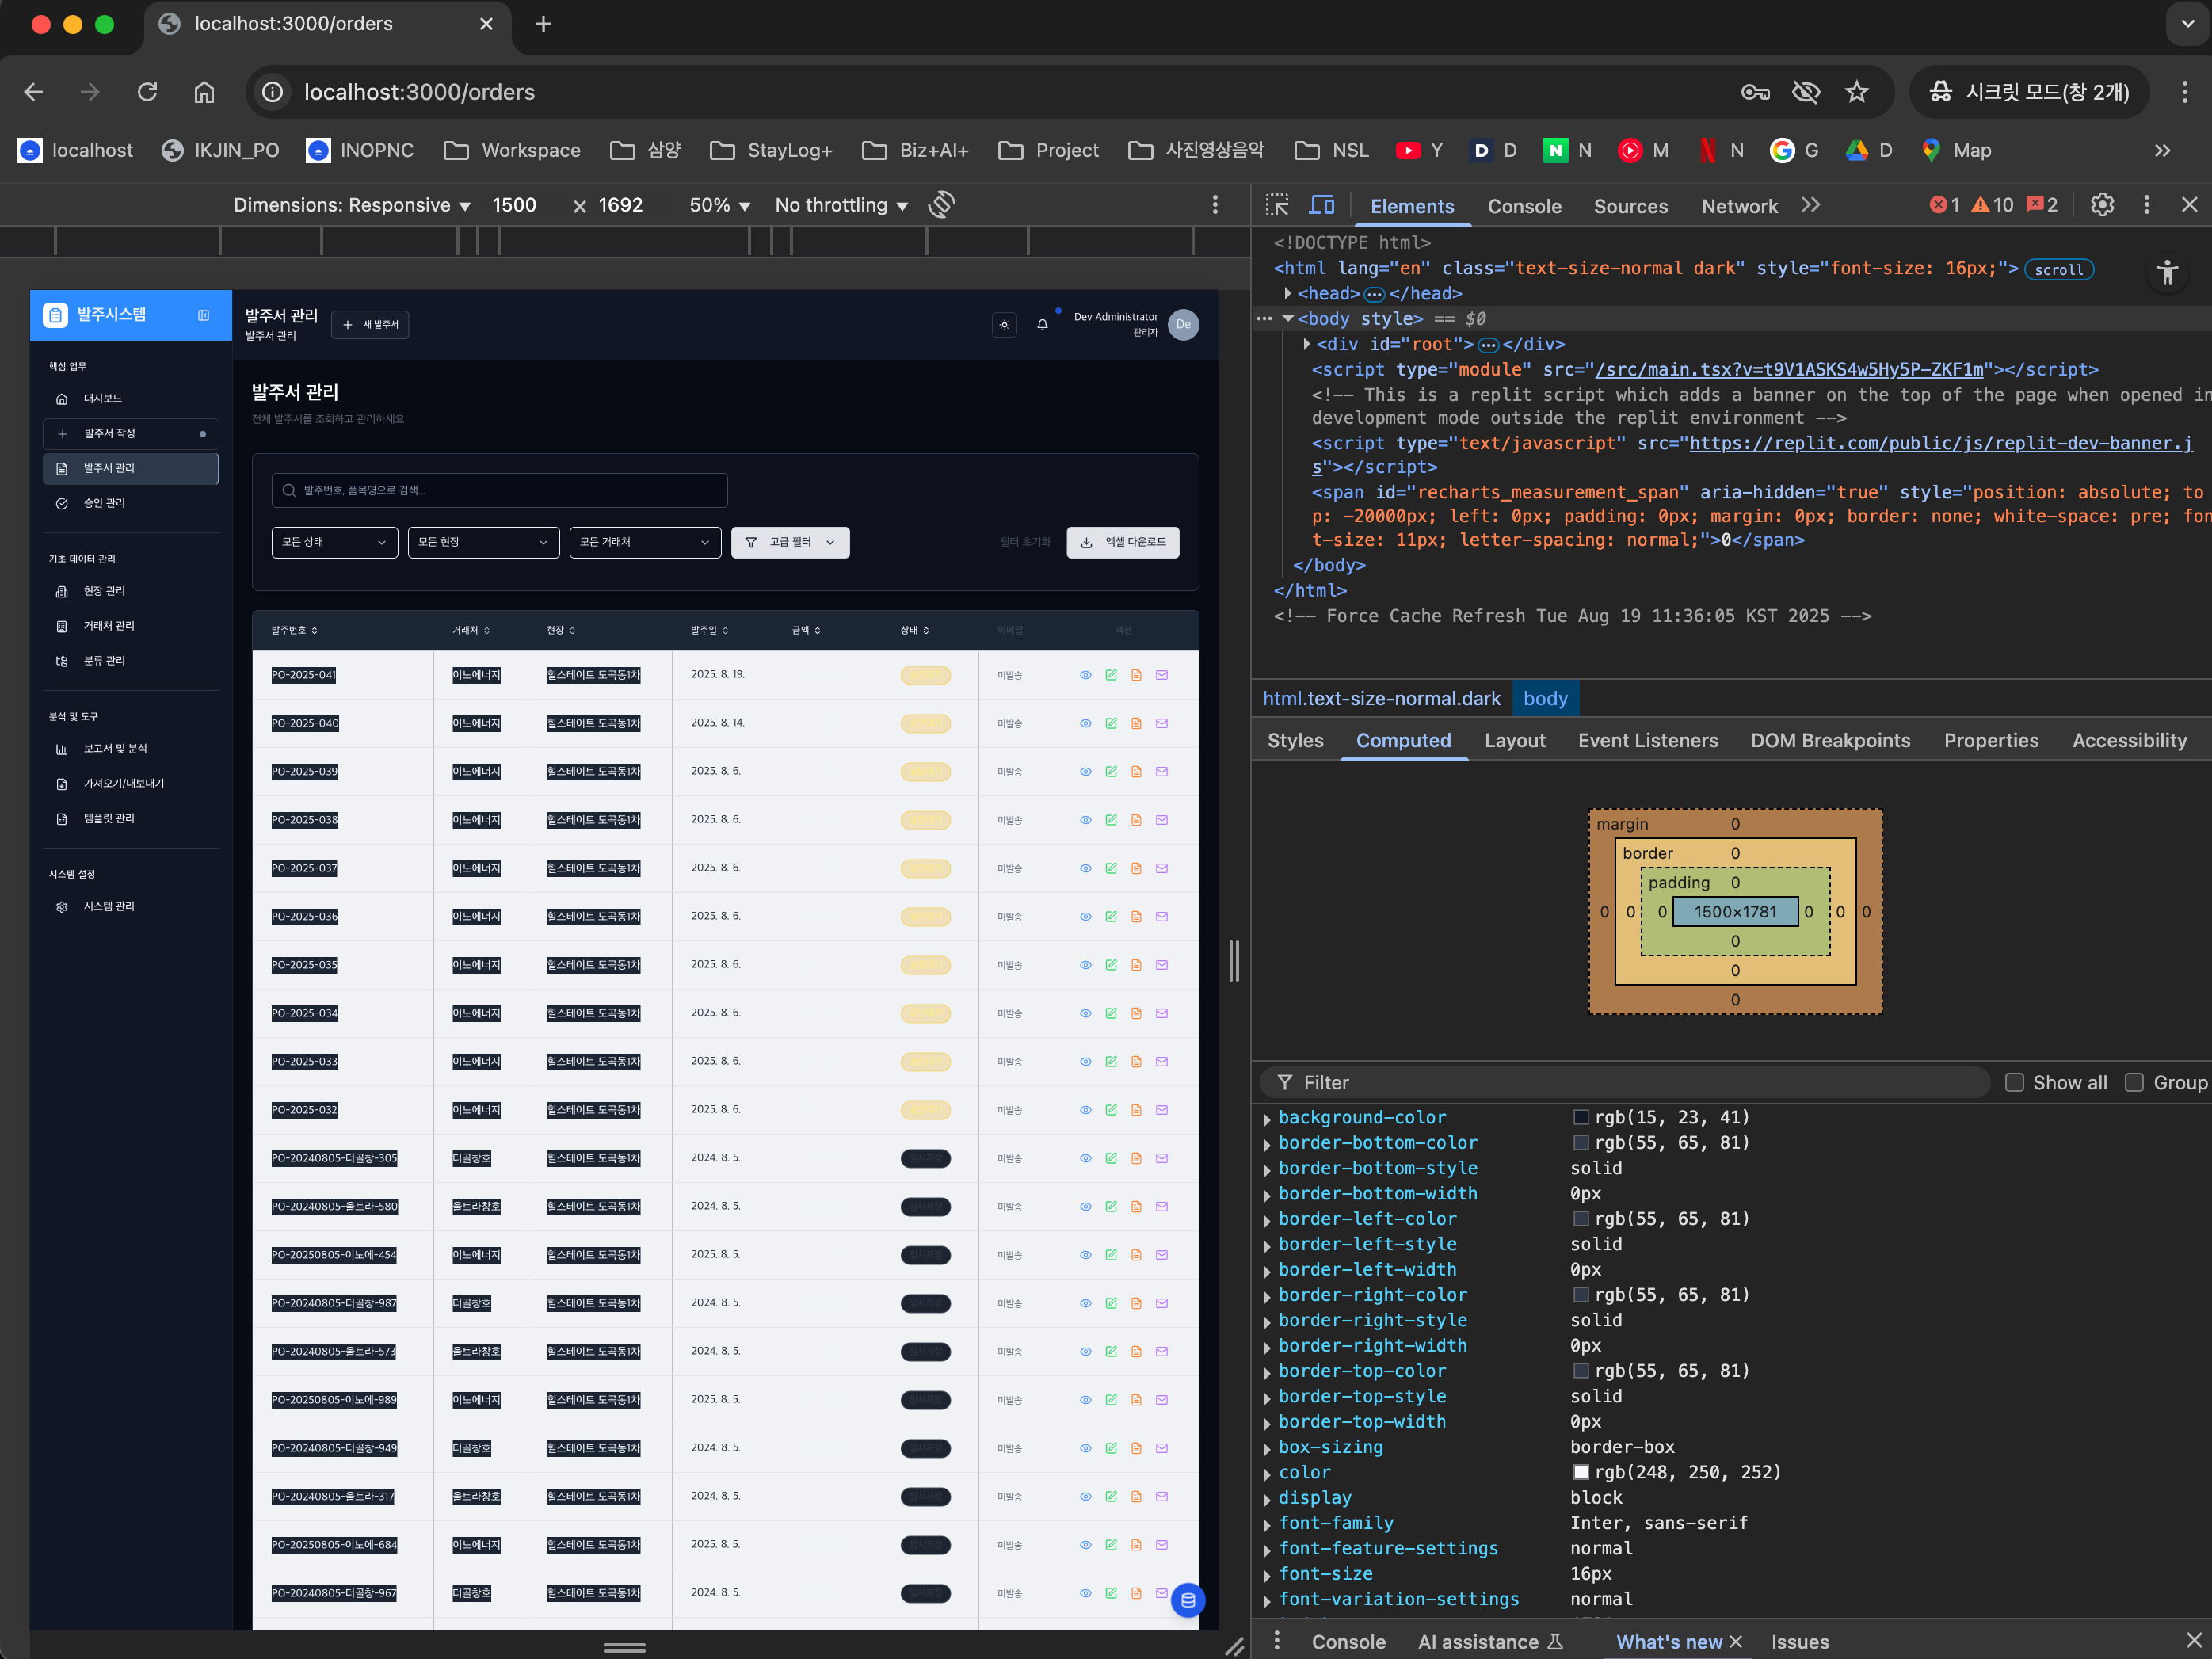 localhost:3000/orders
localhost:3000/orders
시크릿 모드(창 2개)
localhost IKJIN_PO INOPNC Workspace 삼양 StayLog+ Biz+AI+ Project 사진영상음악 NSL Y D N M N G D Map
Dimensions: Responsive 1500 × 1692 50% No throttling
Elements Console Sources Network 1 10 2
발주시스템
핵심 업무
대시보드
발주서 작성
발주서 관리
승인 관리
기초 데이터 관리
현장 관리
거래처 관리
분류 관리
분석 및 도구
보고서 및 분석
가져오기/내보내기
템플릿 관리
시스템 설정
시스템 관리
발주서 관리
발주서 관리
새 발주서
Dev Administrator
관리자
De
발주서 관리
전체 발주서를 조회하고 관리하세요
발주번호, 품목명으로 검색...
모든 상태 모든 현장 모든 거래처 고급 필터 필터 초기화 엑셀 다운로드
발주번호 거래처 현장 발주일 금액 상태 이메일 액션
PO-2025-041 이노에너지 힐스테이트 도곡동1차 2025. 8. 19. 미발송
PO-2025-040 이노에너지 힐스테이트 도곡동1차 2025. 8. 14. 미발송
PO-2025-039 이노에너지 힐스테이트 도곡동1차 2025. 8. 6. 미발송
PO-2025-038 이노에너지 힐스테이트 도곡동1차 2025. 8. 6. 미발송
PO-2025-037 이노에너지 힐스테이트 도곡동1차 2025. 8. 6. 미발송
PO-2025-036 이노에너지 힐스테이트 도곡동1차 2025. 8. 6. 미발송
PO-2025-035 이노에너지 힐스테이트 도곡동1차 2025. 8. 6. 미발송
PO-2025-034 이노에너지 힐스테이트 도곡동1차 2025. 8. 6. 미발송
PO-2025-033 이노에너지 힐스테이트 도곡동1차 2025. 8. 6. 미발송
PO-2025-032 이노에너지 힐스테이트 도곡동1차 2025. 8. 6. 미발송
PO-20240805-더골창-305 더골창호 힐스테이트 도곡동1차 2024. 8. 5. 임시저장 미발송
PO-20240805-울트라-580 울트라창호 힐스테이트 도곡동1차 2024. 8. 5. 임시저장 미발송
PO-20250805-이노에-454 이노에너지 힐스테이트 도곡동1차 2025. 8. 5. 임시저장 미발송
PO-20240805-더골창-987 더골창호 힐스테이트 도곡동1차 2024. 8. 5. 임시저장 미발송
PO-20240805-울트라-573 울트라창호 힐스테이트 도곡동1차 2024. 8. 5. 임시저장 미발송
PO-20250805-이노에-989 이노에너지 힐스테이트 도곡동1차 2025. 8. 5. 임시저장 미발송
PO-20240805-더골창-949 더골창호 힐스테이트 도곡동1차 2024. 8. 5. 임시저장 미발송
PO-20240805-울트라-317 울트라창호 힐스테이트 도곡동1차 2024. 8. 5. 임시저장 미발송
PO-20250805-이노에-684 이노에너지 힐스테이트 도곡동1차 2025. 8. 5. 임시저장 미발송
PO-20240805-더골창-967 더골창호 힐스테이트 도곡동1차 2024. 8. 5. 임시저장 미발송
<!DOCTYPE html>
<html lang="en" class="text-size-normal dark" style="font-size: 16px;"> scroll
<head> ... </head>
... <body style> == $0
<div id="root"> ... </div>
<script type="module" src="/src/main.tsx?v=t9V1ASKS4w5Hy5P-ZKF1m"></script>
<!-- This is a replit script which adds a banner on the top of the page when opened in
development mode outside the replit environment -->
<script type="text/javascript" src="https://replit.com/public/js/replit-dev-banner.j
s"></script>
<span id="recharts_measurement_span" aria-hidden="true" style="position: absolute; to
p: -20000px; left: 0px; padding: 0px; margin: 0px; border: none; white-space: pre; fon
t-size: 11px; letter-spacing: normal;">0</span>
</body>
</html>
<!-- Force Cache Refresh Tue Aug 19 11:36:05 KST 2025 -->
html.text-size-normal.dark body
Styles Computed Layout Event Listeners DOM Breakpoints Properties Accessibility
margin 0
border 0
padding 0
0 0 0 1500×1781 0 0 0
0
0
0
Filter Show all Group
background-color rgb(15, 23, 41)
border-bottom-color rgb(55, 65, 81)
border-bottom-style solid
border-bottom-width 0px
border-left-color rgb(55, 65, 81)
border-left-style solid
border-left-width 0px
border-right-color rgb(55, 65, 81)
border-right-style solid
border-right-width 0px
border-top-color rgb(55, 65, 81)
border-top-style solid
border-top-width 0px
box-sizing border-box
color rgb(248, 250, 252)
display block
font-family Inter, sans-serif
font-feature-settings normal
font-size 16px
font-variation-settings normal
Console AI assistance What's new Issues